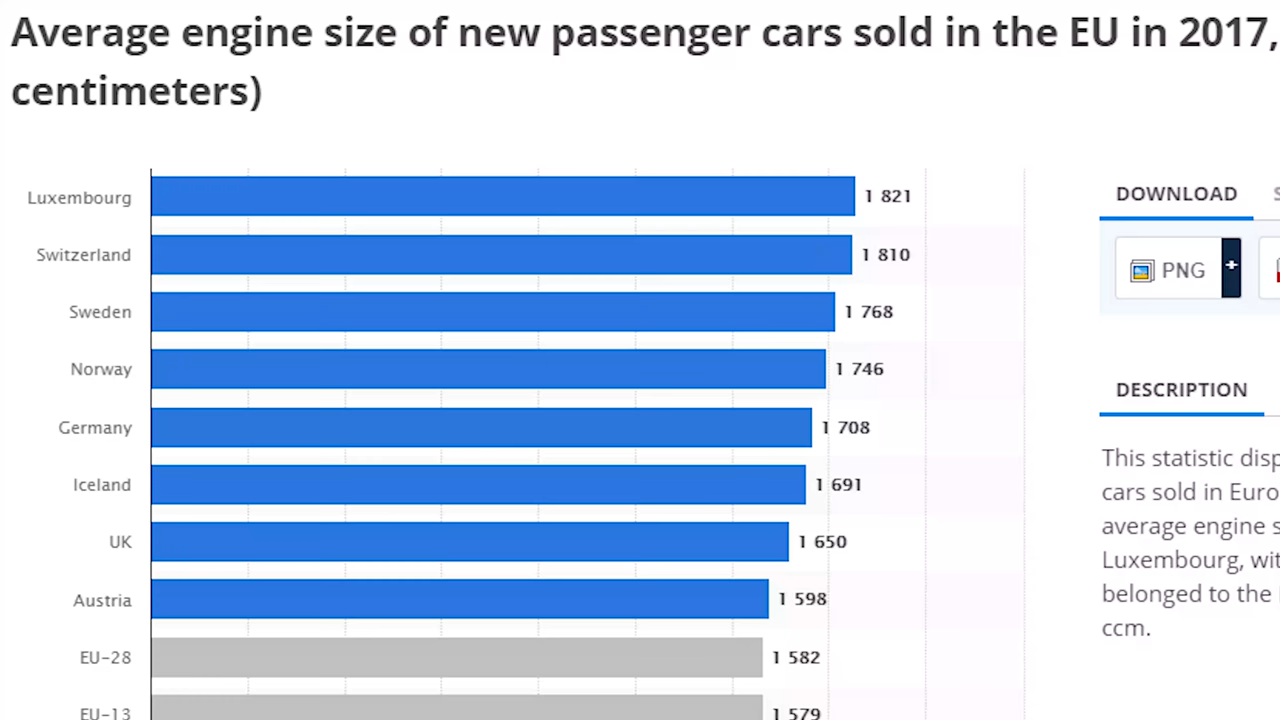 Average engine size of new passenger cars sold in the EU in 2017,
centimeters)
Luxembourg 1 821
Switzerland 1 810
Sweden 1 768
Norway 1 746
Germany 1 708
Iceland 1 691
UK 1 650
Austria 1 598
EU-28 1 582
EU-13 1 579
DOWNLOAD
PNG +
DESCRIPTION
This statistic disp
cars sold in Euro
average engine s
Luxembourg, wit
belonged to the
ccm.